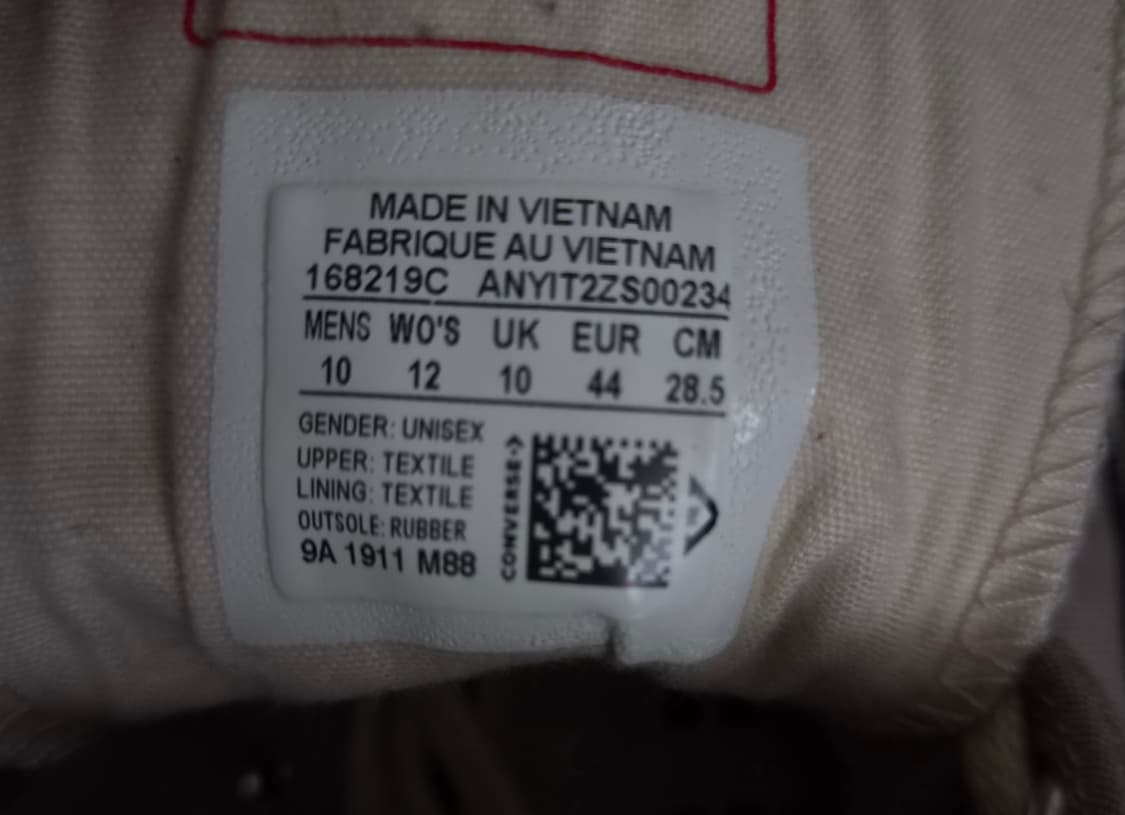 MADE IN VIETNAM
FABRIQUE AU VIETNAM
168219C ANYIT2ZS00234
MENS WO'S UK EUR CM
10 12 10 44 28.5
GENDER: UNISEX
UPPER: TEXTILE
LINING: TEXTILE
OUTSOLE: RUBBER
9A 1911 M88
CONVERSE